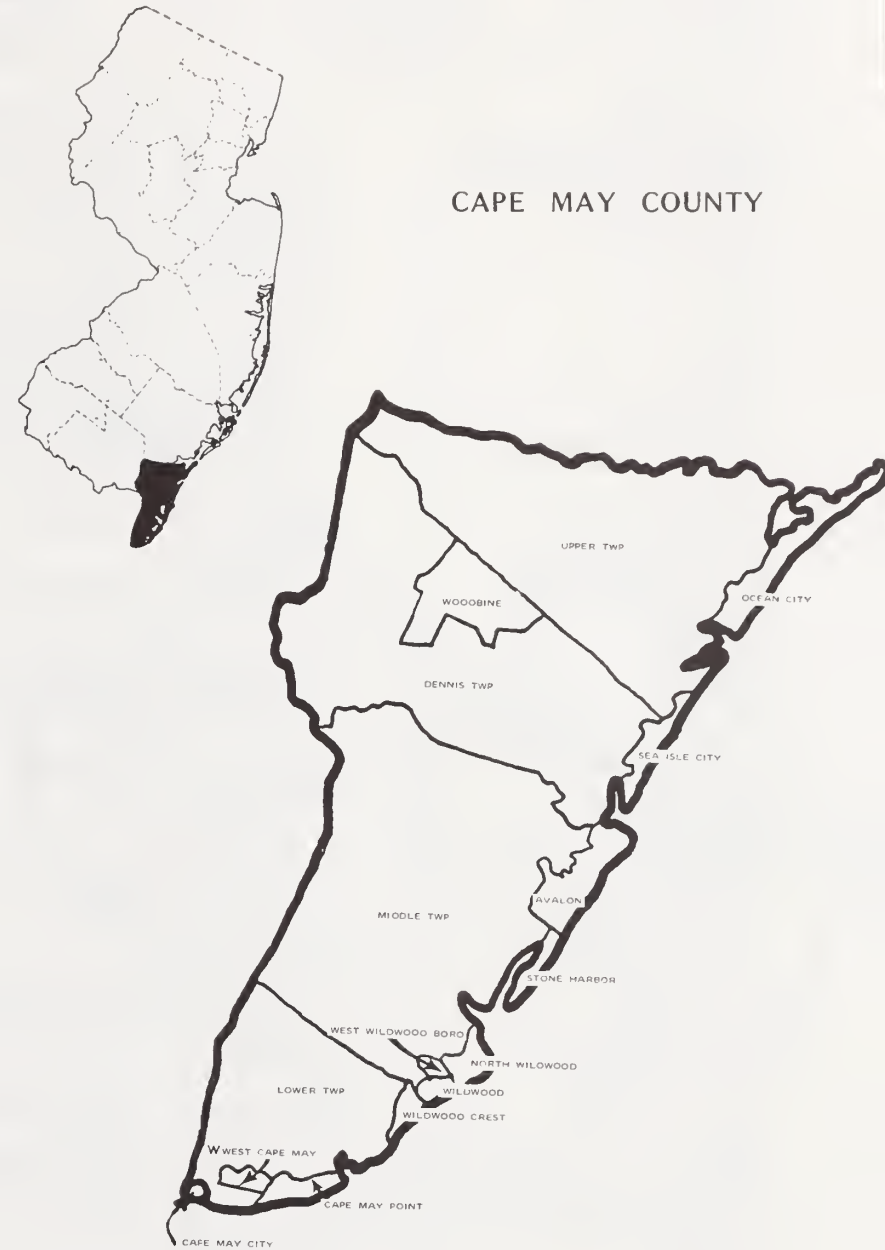 CAPE MAY COUNTY
UPPER TWP
WOOOBINE
OCEAN CITY
DENNIS TWP
SEA ISLE CITY
AVALON
MIDDLE TWP
STONE HARBOR
WEST WILDWOOD BORO
NORTH WILDWOOD
LOWER TWP
WILDWOOD
WILDWOOD CREST
W WEST CAPE MAY
CAPE MAY POINT
CAPE MAY CITY